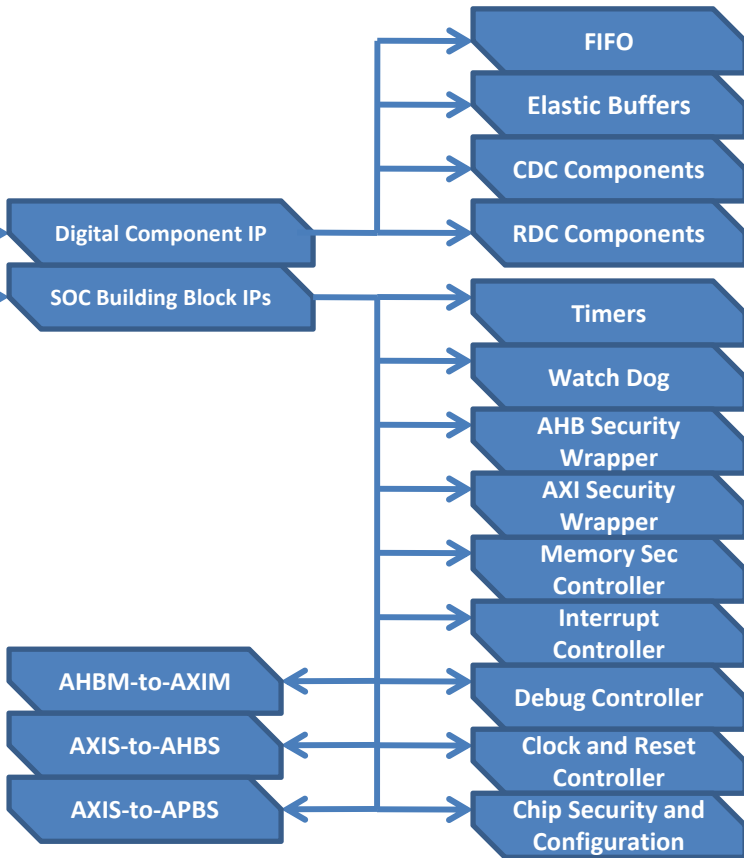 FIFO
Elastic Buffers
CDC Components
Digital Component IP
RDC Components
SOC Building Block IPs
Timers
Watch Dog
AHB Security
Wrapper
AXI Security
Wrapper
Memory Sec
Controller
Interrupt
Controller
AHBM-to-AXIM
Debug Controller
AXIS-to-AHBS
Clock and Reset
Controller
AXIS-to-APBS
Chip Security and
Configuration